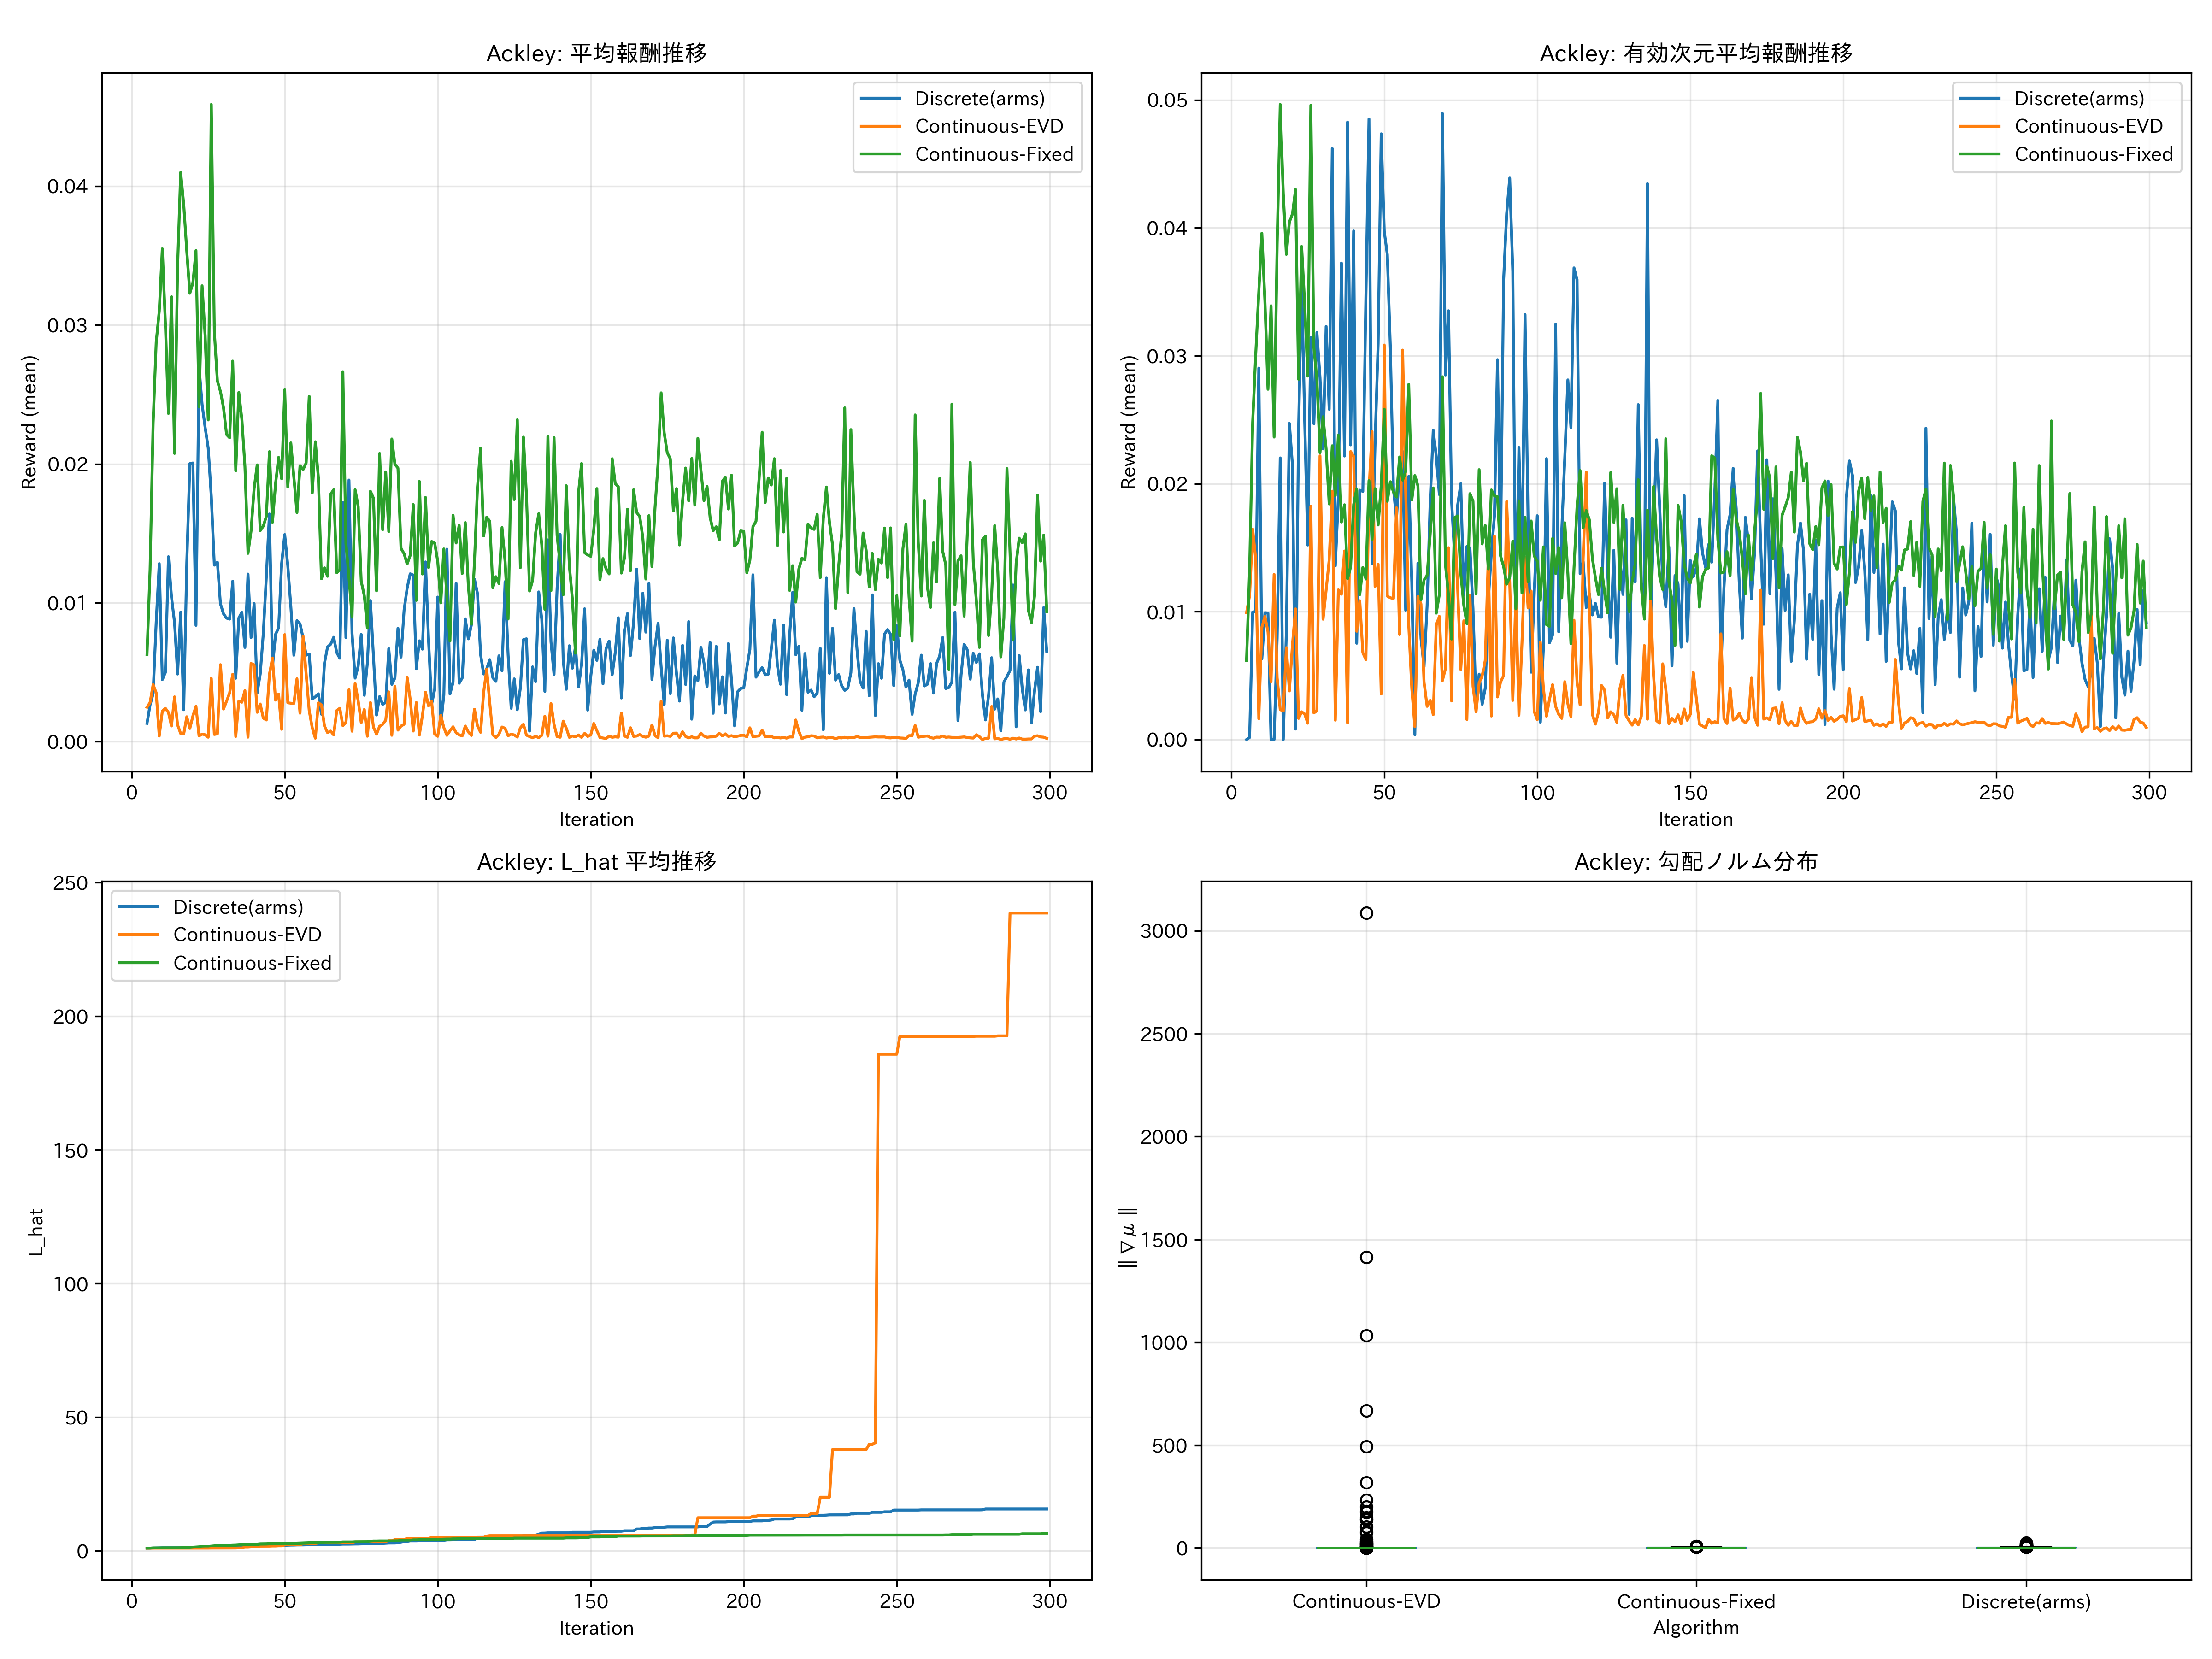 Ackley: 平均報酬推移
Reward (mean)
0.04
0.03
0.02
0.01
0.00
Discrete(arms)
Continuous-EVD
Continuous-Fixed
0 50 100 150 200 250 300
Iteration
Ackley: 有効次元平均報酬推移
Reward (mean)
0.05
0.04
0.03
0.02
0.01
0.00
Discrete(arms)
Continuous-EVD
Continuous-Fixed
0 50 100 150 200 250 300
Iteration
Ackley: L_hat 平均推移
L_hat
250
200
150
100
50
0
Discrete(arms)
Continuous-EVD
Continuous-Fixed
0 50 100 150 200 250 300
Iteration
Ackley: 勾配ノルム分布
‖∇μ‖
3000
2500
2000
1500
1000
500
0
Continuous-EVD Continuous-Fixed Discrete(arms)
Algorithm